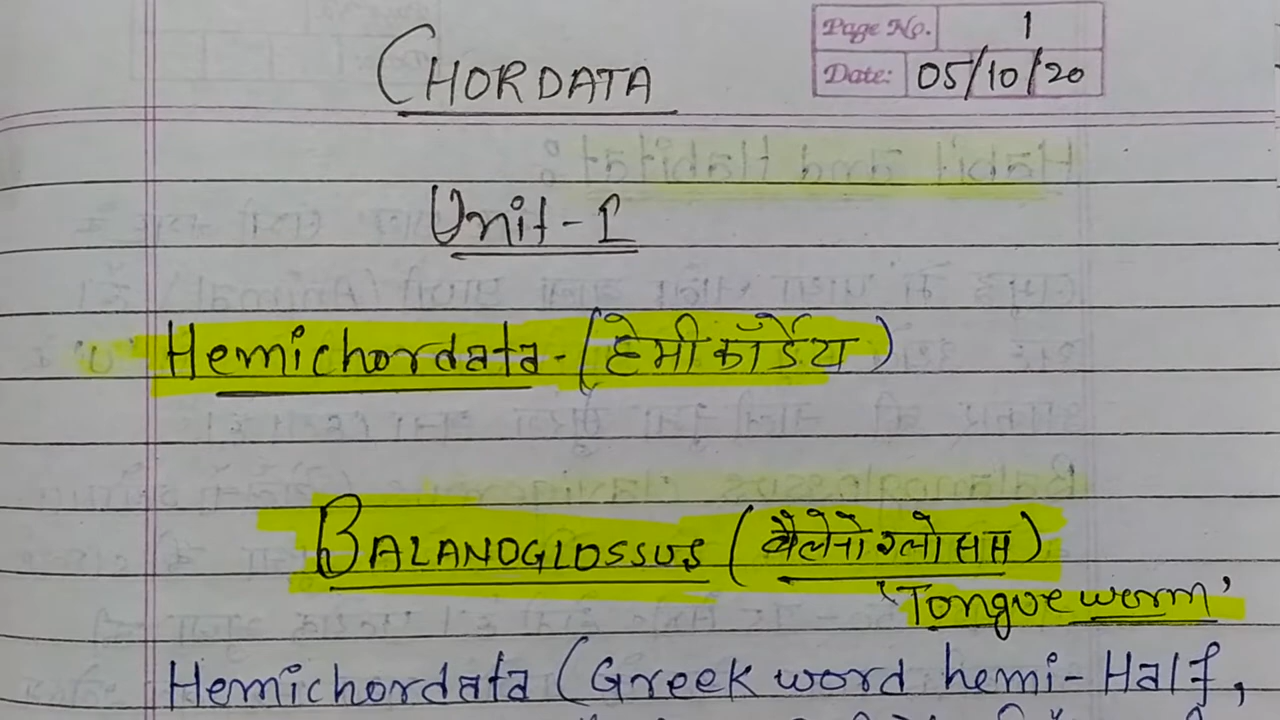 CHORDATA
Page No. 1
Date: 05/10/20
Unit-1
Hemichordata-(हेमीकॉर्डेटा)
BALANOGLOSSUS (बैलेनोग्लोसस)
'Tongue worm'
Hemichordata (Greek word hemi-Half,